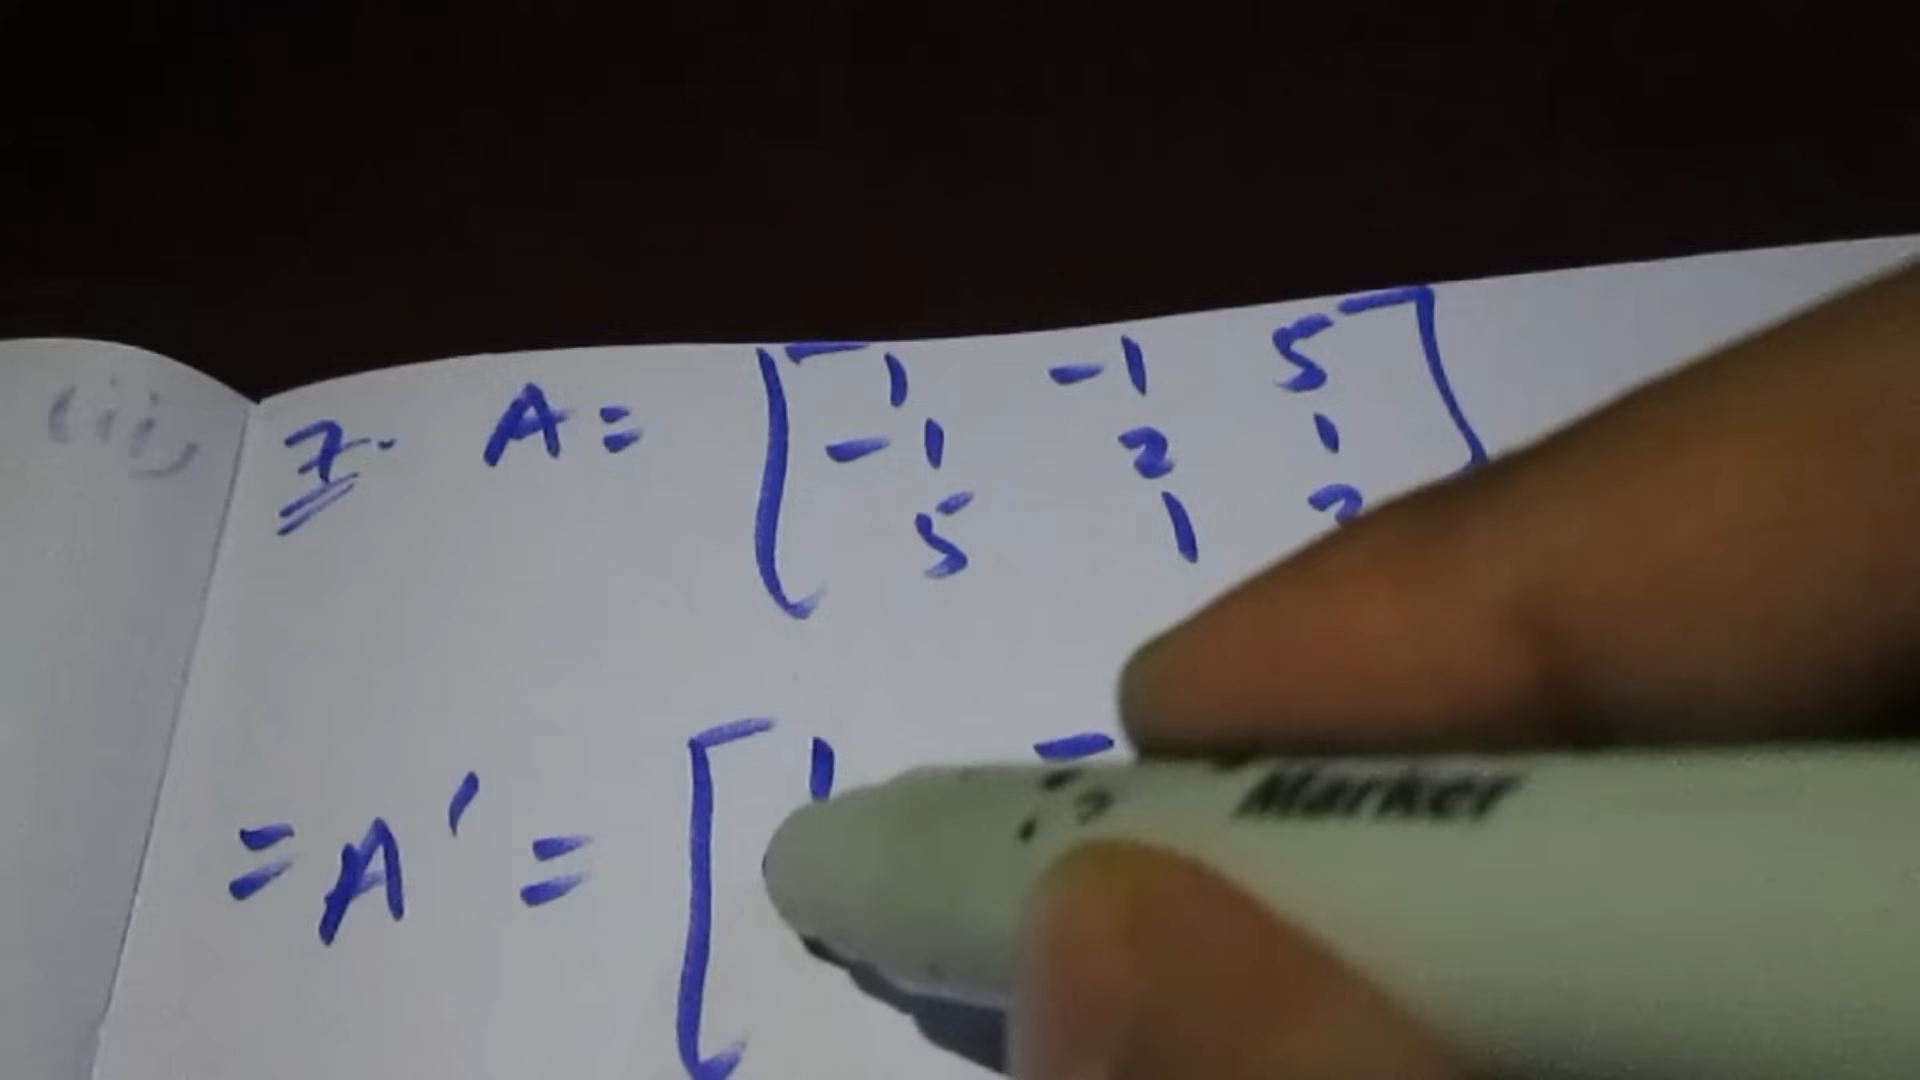 (ii)
7. A = [ 1 -1 5 ]
-1 2 1
5 1
= A' = [ 1 -
Marker